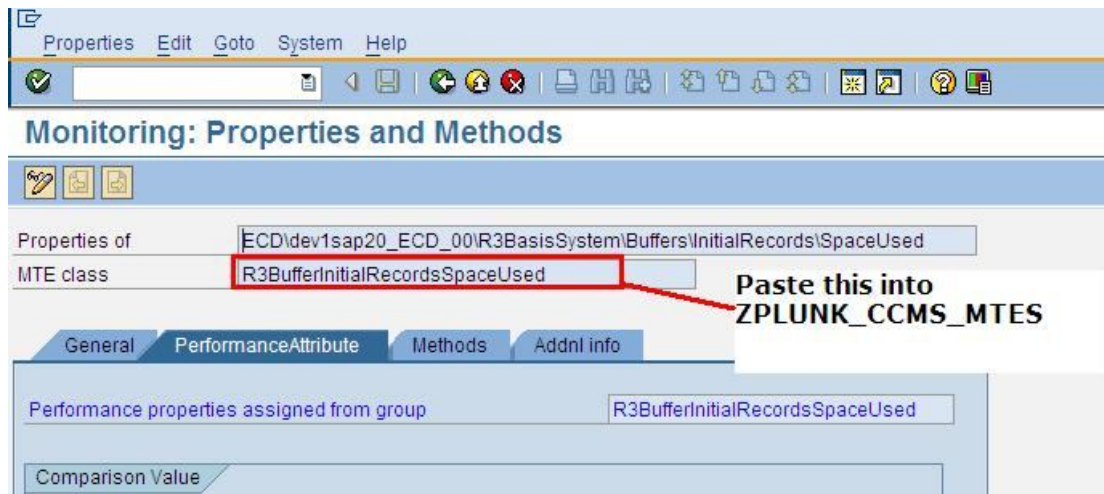 Properties Edit Goto System Help
Monitoring: Properties and Methods
Properties of ECD\dev1sap20_ECD_00\R3BasisSystem\Buffers\InitialRecords\SpaceUsed
MTE class R3BufferInitialRecordsSpaceUsed
Paste this into
ZPLUNK_CCMS_MTES
General PerformanceAttribute Methods Addnl info
Performance properties assigned from group R3BufferInitialRecordsSpaceUsed
Comparison Value